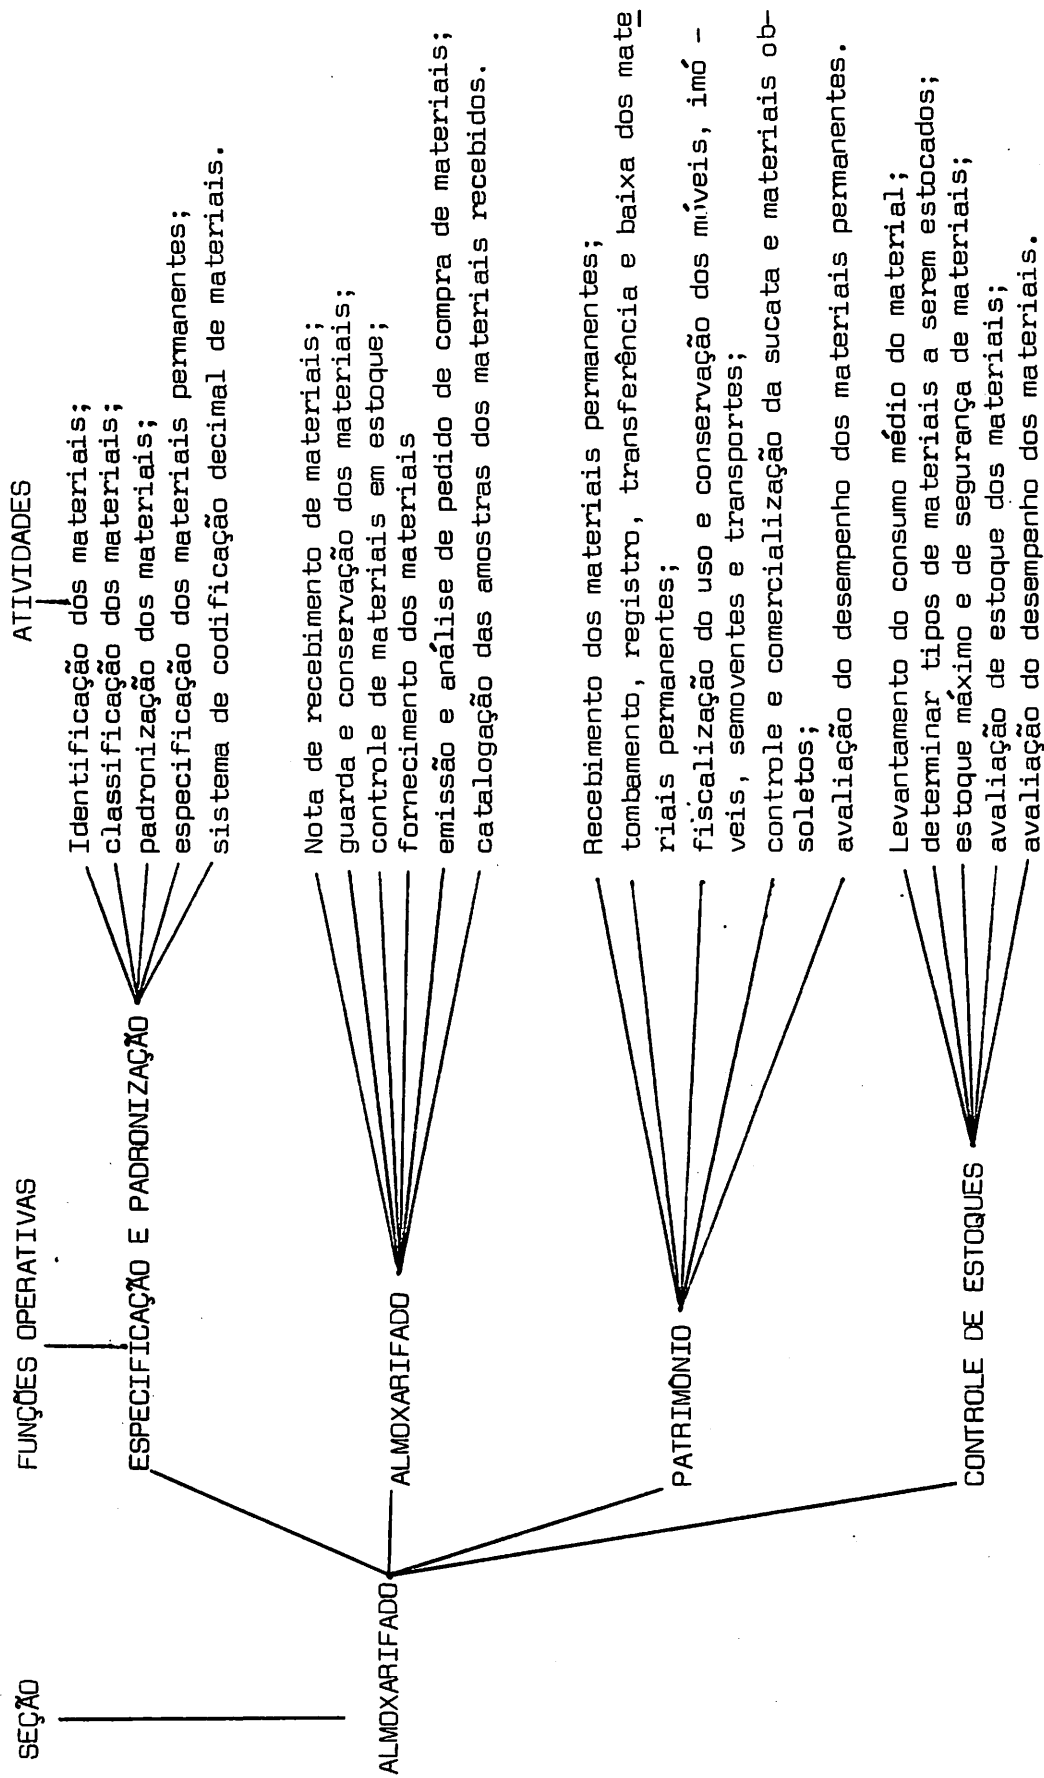 SEÇÃO
FUNÇÕES OPERATIVAS
ATIVIDADES
ALMOXARIFADO
ESPECIFICAÇÃO E PADRONIZAÇÃO
Identificação dos materiais;
classificação dos materiais;
padronização dos materiais;
especificação dos materiais permanentes;
sistema de codificação decimal de materiais.
ALMOXARIFADO
Nota de recebimento de materiais;
guarda e conservação dos materiais;
controle de materiais em estoque;
fornecimento dos materiais
emissão e análise de pedido de compra de materiais;
catalogação das amostras dos materiais recebidos.
PATRIMÔNIO
Recebimento dos materiais permanentes;
tombamento, registro, transferência e baixa dos mate
riais permanentes;
fiscalização do uso e conservação dos móveis, imó -
veis, semoventes e transportes;
controle e comercialização da sucata e materiais ob-
soletos;
avaliação do desempenho dos materiais permanentes.
CONTROLE DE ESTOQUES
Levantamento do consumo médio do material;
determinar tipos de materiais a serem estocados;
estoque máximo e de segurança de materiais;
avaliação de estoque dos materiais;
avaliação do desempenho dos materiais.